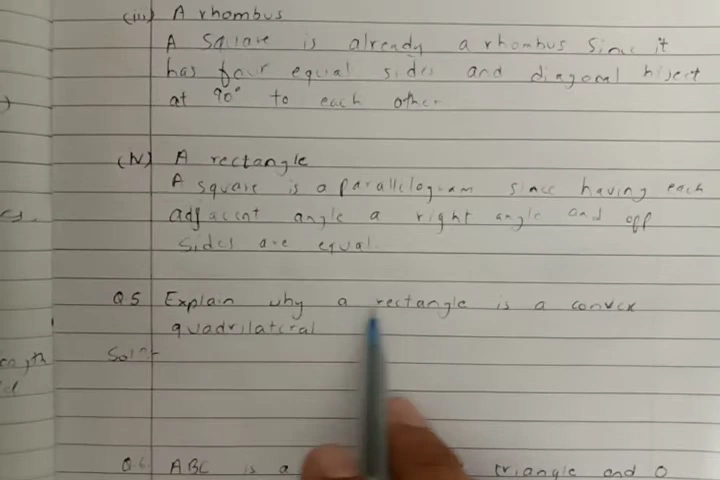 (iii) A rhombus
A square is already a rhombus since it
has four equal sides and diagonal bisect
at 90° to each other
(iv) A rectangle
A square is a parallelogram since having each
adjacent angle a right angle and opp
sides are equal.
Q.5 Explain why a rectangle is a convex
quadrilateral
Soln:-
Q.6 ABC is a triangle and O